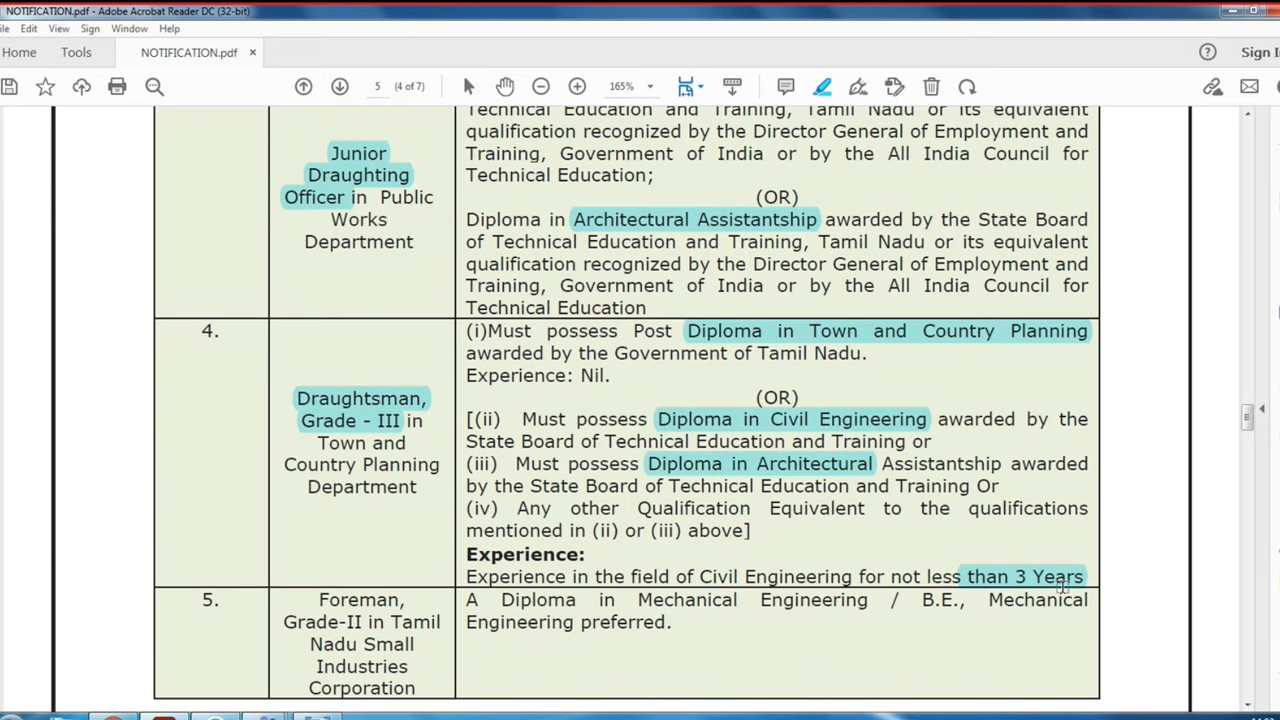 NOTIFICATION.pdf - Adobe Acrobat Reader DC (32-bit)
Edit View Sign Window Help
Home Tools NOTIFICATION.pdf × ? Sign
5 (4 of 7) 165%
Technical Education and Training, Tamil Nadu or its equivalent
qualification recognized by the Director General of Employment and
Training, Government of India or by the All India Council for
Technical Education;
(OR)
Diploma in Architectural Assistantship awarded by the State Board
of Technical Education and Training, Tamil Nadu or its equivalent
qualification recognized by the Director General of Employment and
Training, Government of India or by the All India Council for
Technical Education
Junior
Draughting
Officer in Public
Works
Department
4.
Draughtsman,
Grade - III in
Town and
Country Planning
Department
(i)Must possess Post Diploma in Town and Country Planning
awarded by the Government of Tamil Nadu.
Experience: Nil.
(OR)
[(ii) Must possess Diploma in Civil Engineering awarded by the
State Board of Technical Education and Training or
(iii) Must possess Diploma in Architectural Assistantship awarded
by the State Board of Technical Education and Training Or
(iv) Any other Qualification Equivalent to the qualifications
mentioned in (ii) or (iii) above]
Experience:
Experience in the field of Civil Engineering for not less than 3 Years
5.
Foreman,
Grade-II in Tamil
Nadu Small
Industries
Corporation
A Diploma in Mechanical Engineering / B.E., Mechanical
Engineering preferred.